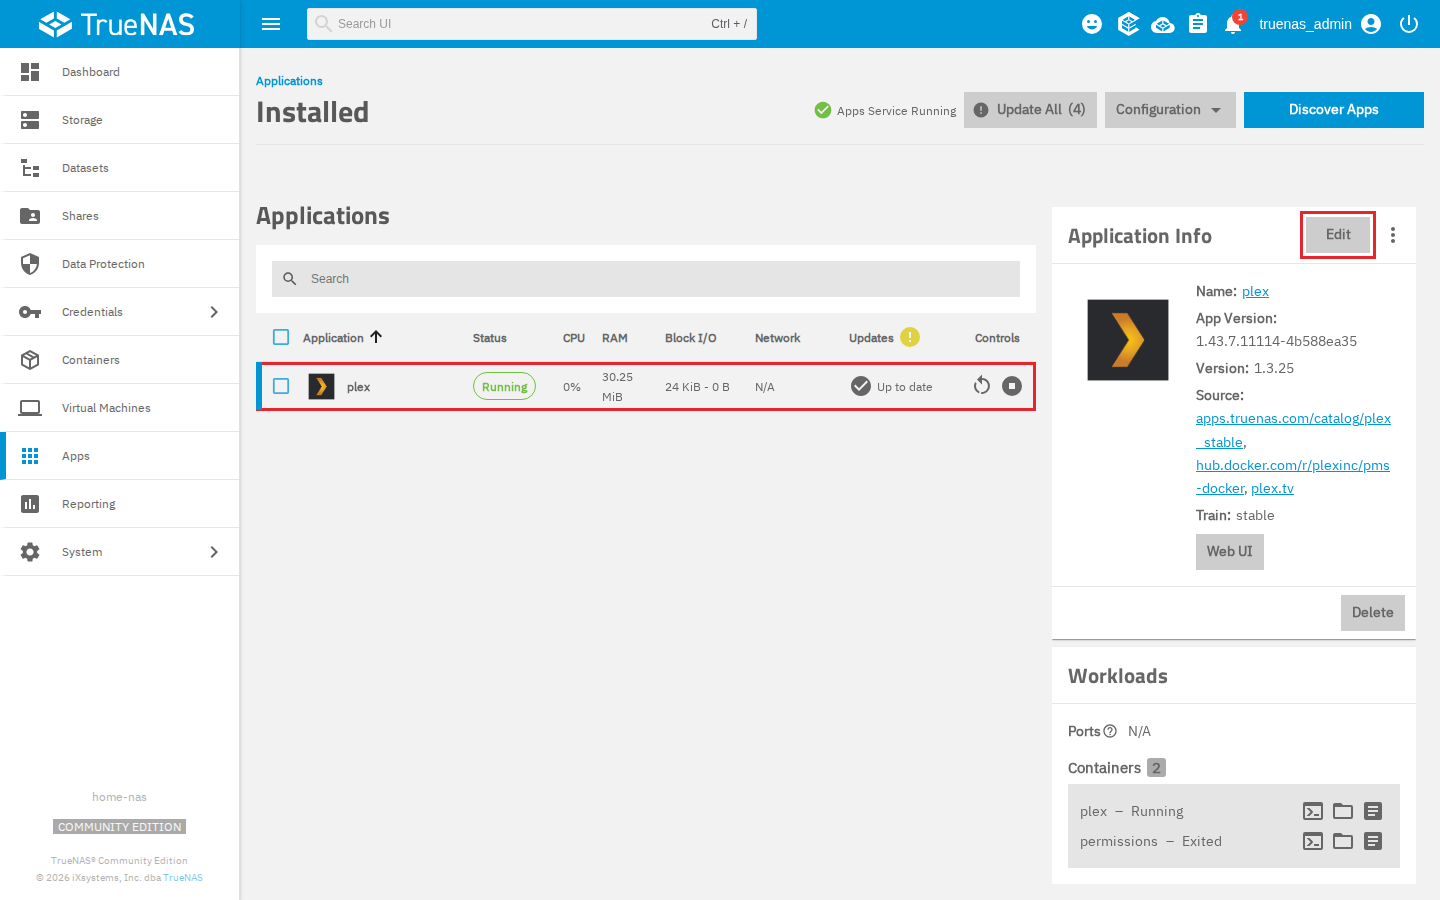 TrueNAS
Search UI
Ctrl + /
1
truenas_admin
Dashboard
Storage
Datasets
Shares
Data Protection
Credentials
Containers
Virtual Machines
Apps
Reporting
System
home-nas
COMMUNITY EDITION
TrueNAS® Community Edition
© 2026 iXsystems, Inc. dba TrueNAS
Applications
Installed
Apps Service Running
Update All (4)
Configuration
Discover Apps
Applications
Search
Application Status CPU RAM Block I/O Network Updates Controls
plex Running 0% 30.25 MiB 24 KiB - 0 B N/A Up to date
Application Info
Edit
Name: plex
App Version:
1.43.7.11114-4b588ea35
Version: 1.3.25
Source:
apps.truenas.com/catalog/plex
_stable,
hub.docker.com/r/plexinc/pms
-docker, plex.tv
Train: stable
Web UI
Delete
Workloads
Ports N/A
Containers 2
plex – Running
permissions – Exited